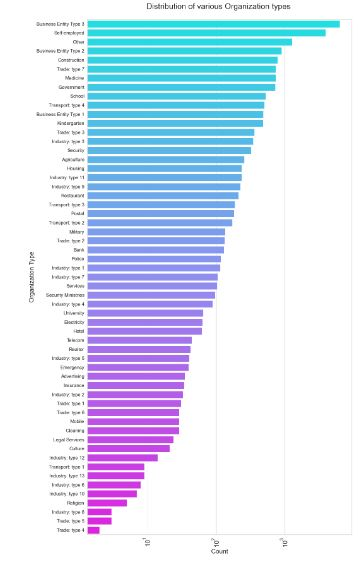 Distribution of various Organization types
Business Entity Type 3
Self-employed
Other
Business Entity Type 2
Construction
Trade: type 7
Medicine
Government
School
Transport: type 4
Business Entity Type 1
Kindergarten
Trade: type 3
Industry: type 3
Security
Agriculture
Housing
Industry: type 11
Industry: type 9
Restaurant
Transport: type 3
Postal
Transport: type 2
Military
Trade: type 2
Bank
Police
Industry: type 1
Industry: type 7
Services
Security Ministries
Industry: type 4
University
Electricity
Hotel
Telecom
Realtor
Industry: type 5
Emergency
Advertising
Insurance
Industry: type 2
Trade: type 1
Trade: type 6
Mobile
Cleaning
Legal Services
Culture
Industry: type 12
Transport: type 1
Industry: type 13
Industry: type 6
Industry: type 10
Religion
Industry: type 8
Trade: type 5
Trade: type 4
Organization Type
10¹
10²
10³
Count